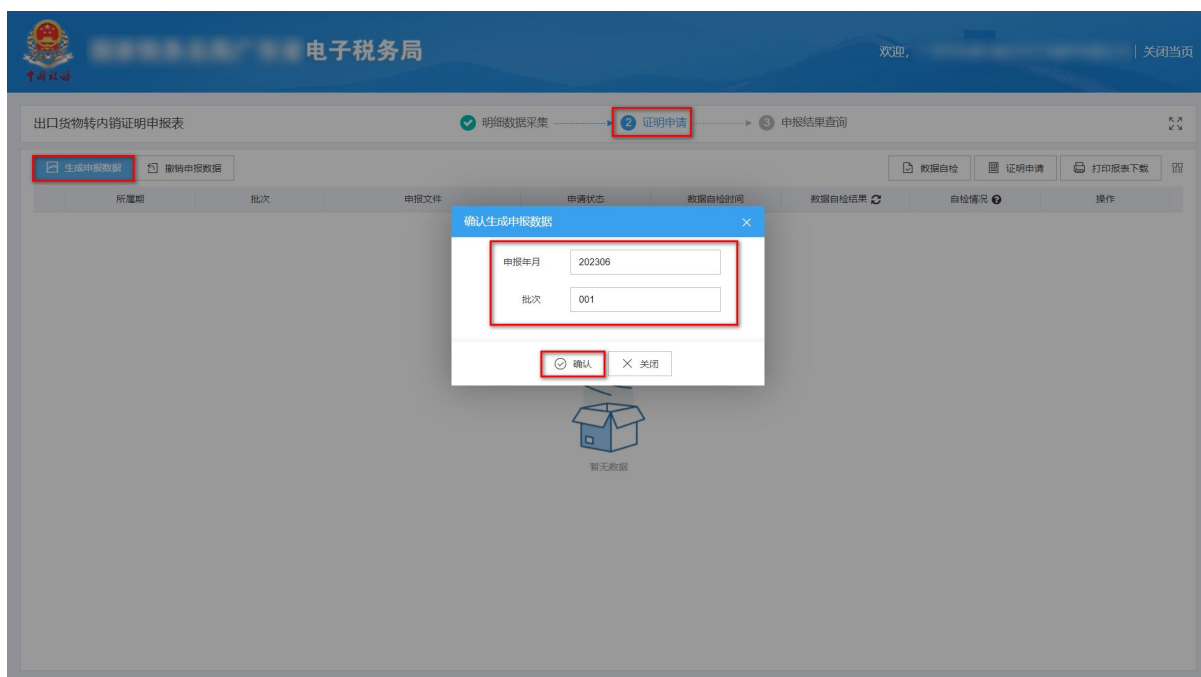 电子税务局
欢迎,
关闭当页
中国税务
出口货物转内销证明申报表
明细数据采集
2 证明申请
3 申报结果查询
生成申报数据
撤销申报数据
数据自检
证明申请
打印报表下载
所属期 批次 申报文件 申请状态 数据自检时间 数据自检结果 自检情况 操作
确认生成申报数据
申报年月 202306
批次 001
确认
关闭
暂无数据